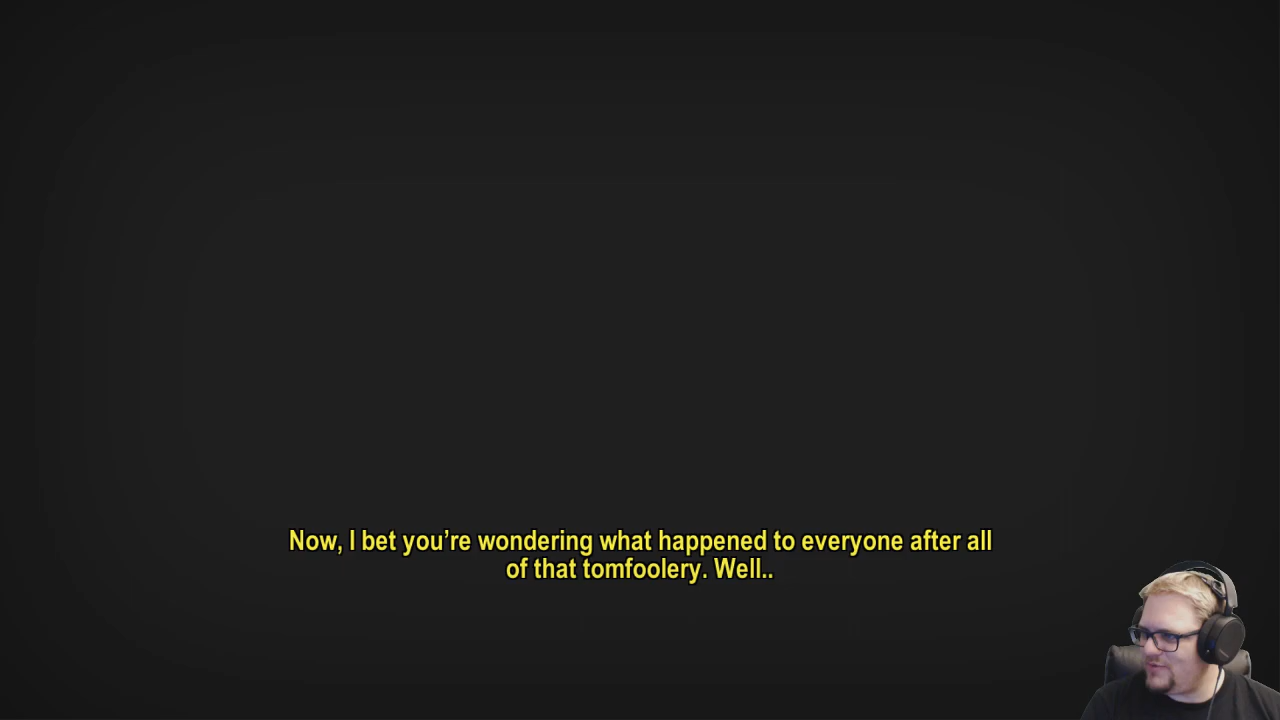 Now, I bet you’re wondering what happened to everyone after all
of that tomfoolery. Well..